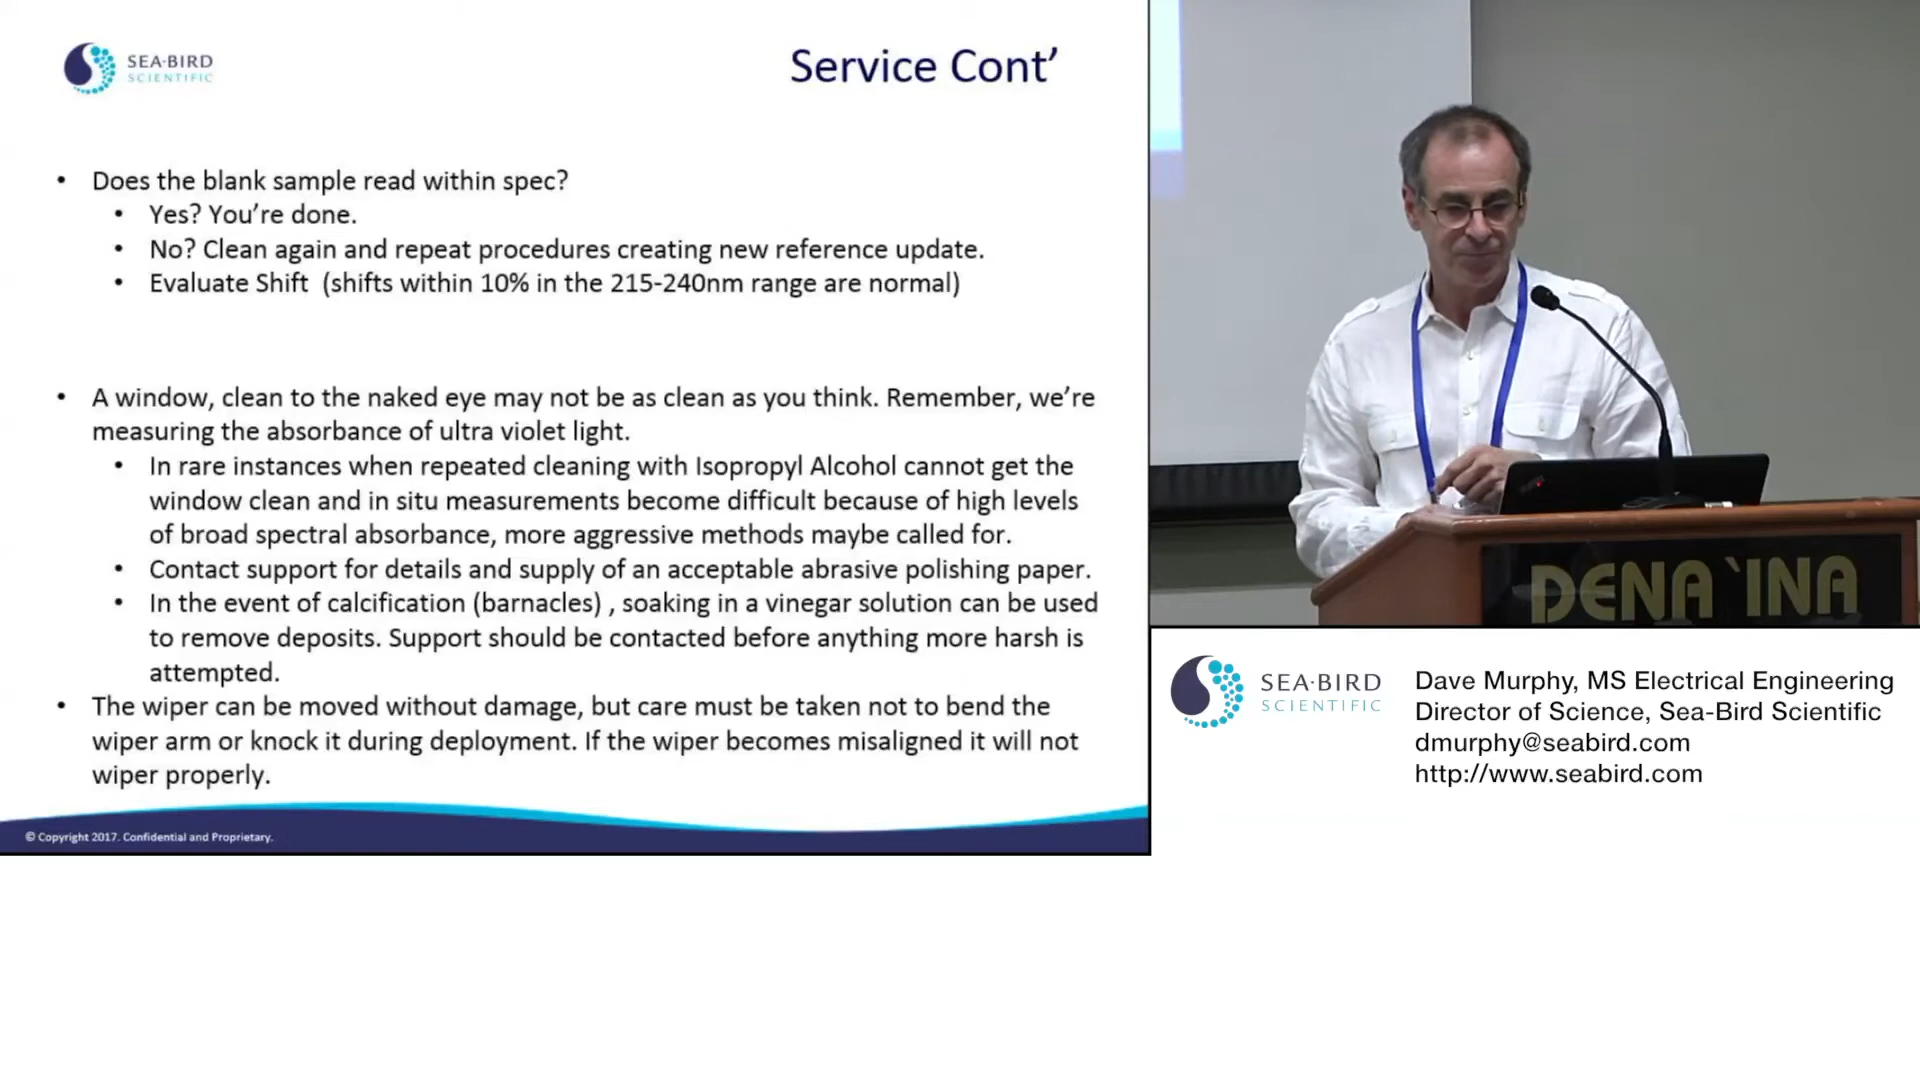 SEA·BIRD
SCIENTIFIC
Service Cont’
• Does the blank sample read within spec?
• Yes? You’re done.
• No? Clean again and repeat procedures creating new reference update.
• Evaluate Shift (shifts within 10% in the 215-240nm range are normal)
• A window, clean to the naked eye may not be as clean as you think. Remember, we’re
measuring the absorbance of ultra violet light.
• In rare instances when repeated cleaning with Isopropyl Alcohol cannot get the
window clean and in situ measurements become difficult because of high levels
of broad spectral absorbance, more aggressive methods maybe called for.
• Contact support for details and supply of an acceptable abrasive polishing paper.
• In the event of calcification (barnacles) , soaking in a vinegar solution can be used
to remove deposits. Support should be contacted before anything more harsh is
attempted.
• The wiper can be moved without damage, but care must be taken not to bend the
wiper arm or knock it during deployment. If the wiper becomes misaligned it will not
wiper properly.
© Copyright 2017. Confidential and Proprietary.
DENA‘INA
SEA·BIRD
SCIENTIFIC
Dave Murphy, MS Electrical Engineering
Director of Science, Sea-Bird Scientific
dmurphy@seabird.com
http://www.seabird.com